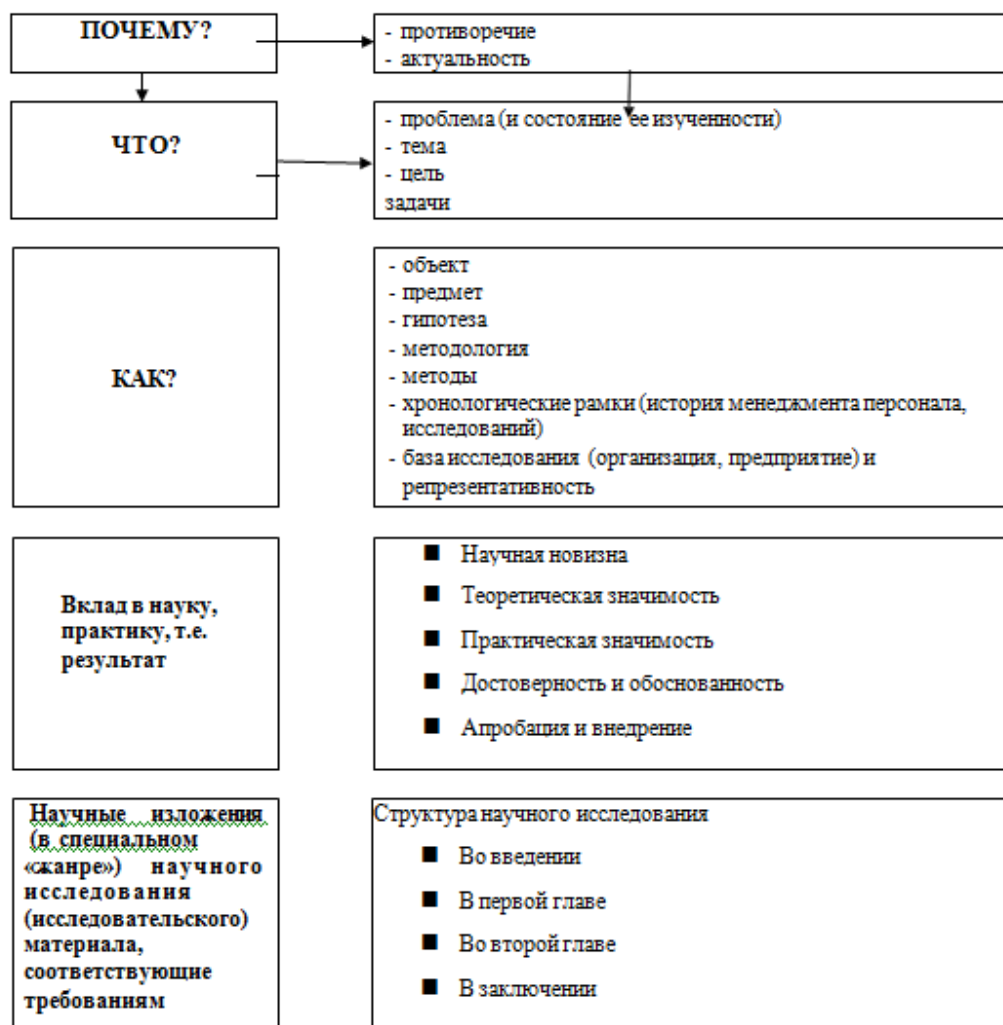 ПОЧЕМУ?
- противоречие
- актуальность
ЧТО?
- проблема (и состояние ее изученности)
- тема
- цель
задачи
КАК?
- объект
- предмет
- гипотеза
- методология
- методы
- хронологические рамки (история менеджмента персонала,
исследований)
- база исследования (организация, предприятие) и
репрезентативность
Вклад в науку,
практику, т.е.
результат
■ Научная новизна
■ Теоретическая значимость
■ Практическая значимость
■ Достоверность и обоснованность
■ Апробация и внедрение
Научные изложения
(в специальном
«жанре») научного
исследования
(исследовательского)
материала,
соответствующие
требованиям
Структура научного исследования
■ Во введении
■ В первой главе
■ Во второй главе
■ В заключении